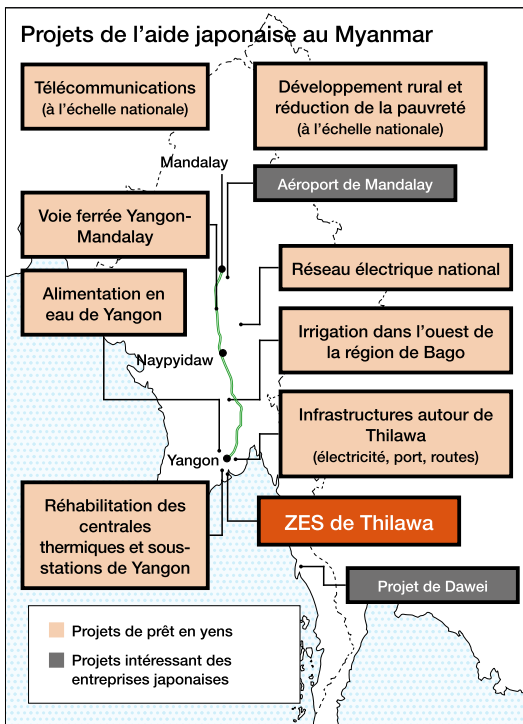 Projets de l'aide japonaise au Myanmar
Télécommunications
(à l'échelle nationale)
Développement rural et
réduction de la pauvreté
(à l'échelle nationale)
Mandalay
Aéroport de Mandalay
Voie ferrée Yangon-
Mandalay
Réseau électrique national
Alimentation en
eau de Yangon
Irrigation dans l'ouest de
la région de Bago
Naypyidaw
Infrastructures autour de
Thilawa
(électricité, port, routes)
Yangon
Réhabilitation des
centrales
thermiques et sous-
stations de Yangon
ZES de Thilawa
Projet de Dawei
Projets de prêt en yens
Projets intéressant des
entreprises japonaises